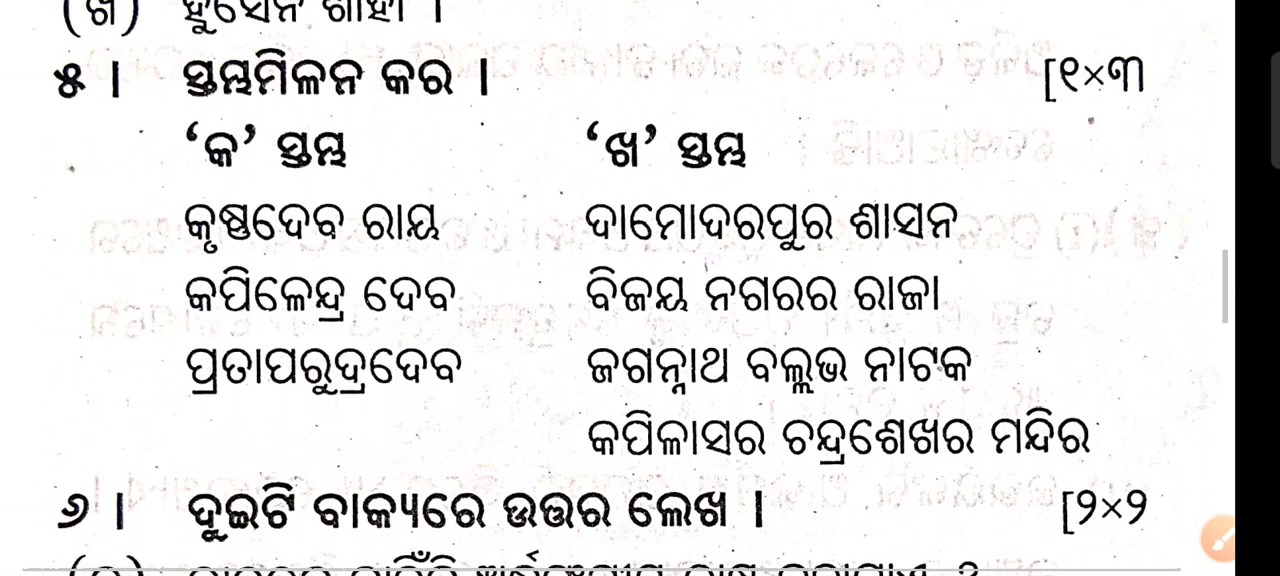 (ଖ) ହୁସେନ ଶାହା ।
୫ । ସ୍ତମ୍ଭମିଳନ କର । [୧×୩
‘କ’ ସ୍ତମ୍ଭ ‘ଖ’ ସ୍ତମ୍ଭ
କୃଷ୍ଣଦେବ ରାୟ ଦାମୋଦରପୁର ଶାସନ
କପିଳେନ୍ଦ୍ର ଦେବ ବିଜୟ ନଗରର ରାଜା
ପ୍ରତାପରୁଦ୍ରଦେବ ଜଗନ୍ନାଥ ବଲ୍ଲଭ ନାଟକ
କପିଳାସର ଚନ୍ଦ୍ରଶେଖର ମନ୍ଦିର
୬ । ଦୁଇଟି ବାକ୍ୟରେ ଉତ୍ତର ଲେଖ । [୨×୨